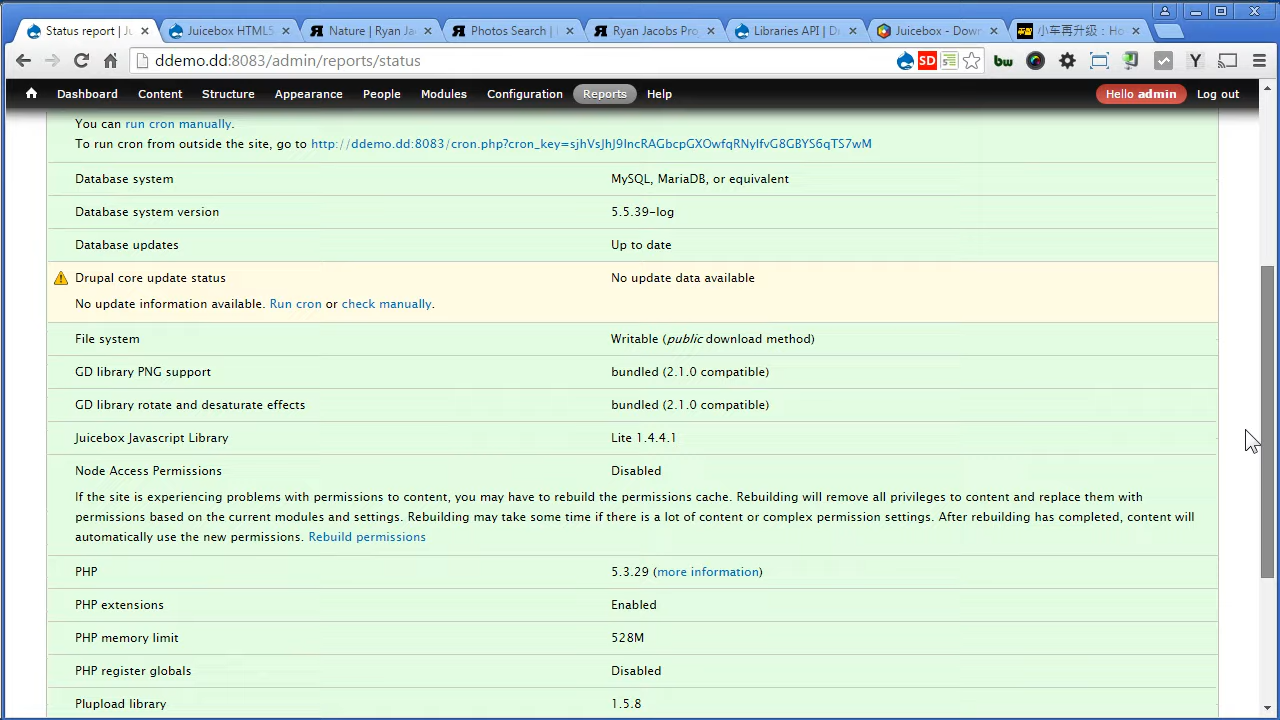 Status report | Ju
Juicebox HTML5
Nature | Ryan Ja
Photos Search |
Ryan Jacobs Pro
Libraries API | D
Juicebox - Down
小车再升級：Ho
ddemo.dd:8083/admin/reports/status
SD
bw
Y
Dashboard
Content
Structure
Appearance
People
Modules
Configuration
Reports
Help
Hello admin
Log out
You can run cron manually.
To run cron from outside the site, go to http://ddemo.dd:8083/cron.php?cron_key=sjhVsJhJ9IncRAGbcpGXOwfqRNyIfvG8GBYS6qTS7wM
Database system MySQL, MariaDB, or equivalent
Database system version 5.5.39-log
Database updates Up to date
Drupal core update status No update data available
No update information available. Run cron or check manually.
File system Writable (public download method)
GD library PNG support bundled (2.1.0 compatible)
GD library rotate and desaturate effects bundled (2.1.0 compatible)
Juicebox Javascript Library Lite 1.4.4.1
Node Access Permissions Disabled
If the site is experiencing problems with permissions to content, you may have to rebuild the permissions cache. Rebuilding will remove all privileges to content and replace them with
permissions based on the current modules and settings. Rebuilding may take some time if there is a lot of content or complex permission settings. After rebuilding has completed, content will
automatically use the new permissions. Rebuild permissions
PHP 5.3.29 (more information)
PHP extensions Enabled
PHP memory limit 528M
PHP register globals Disabled
Plupload library 1.5.8